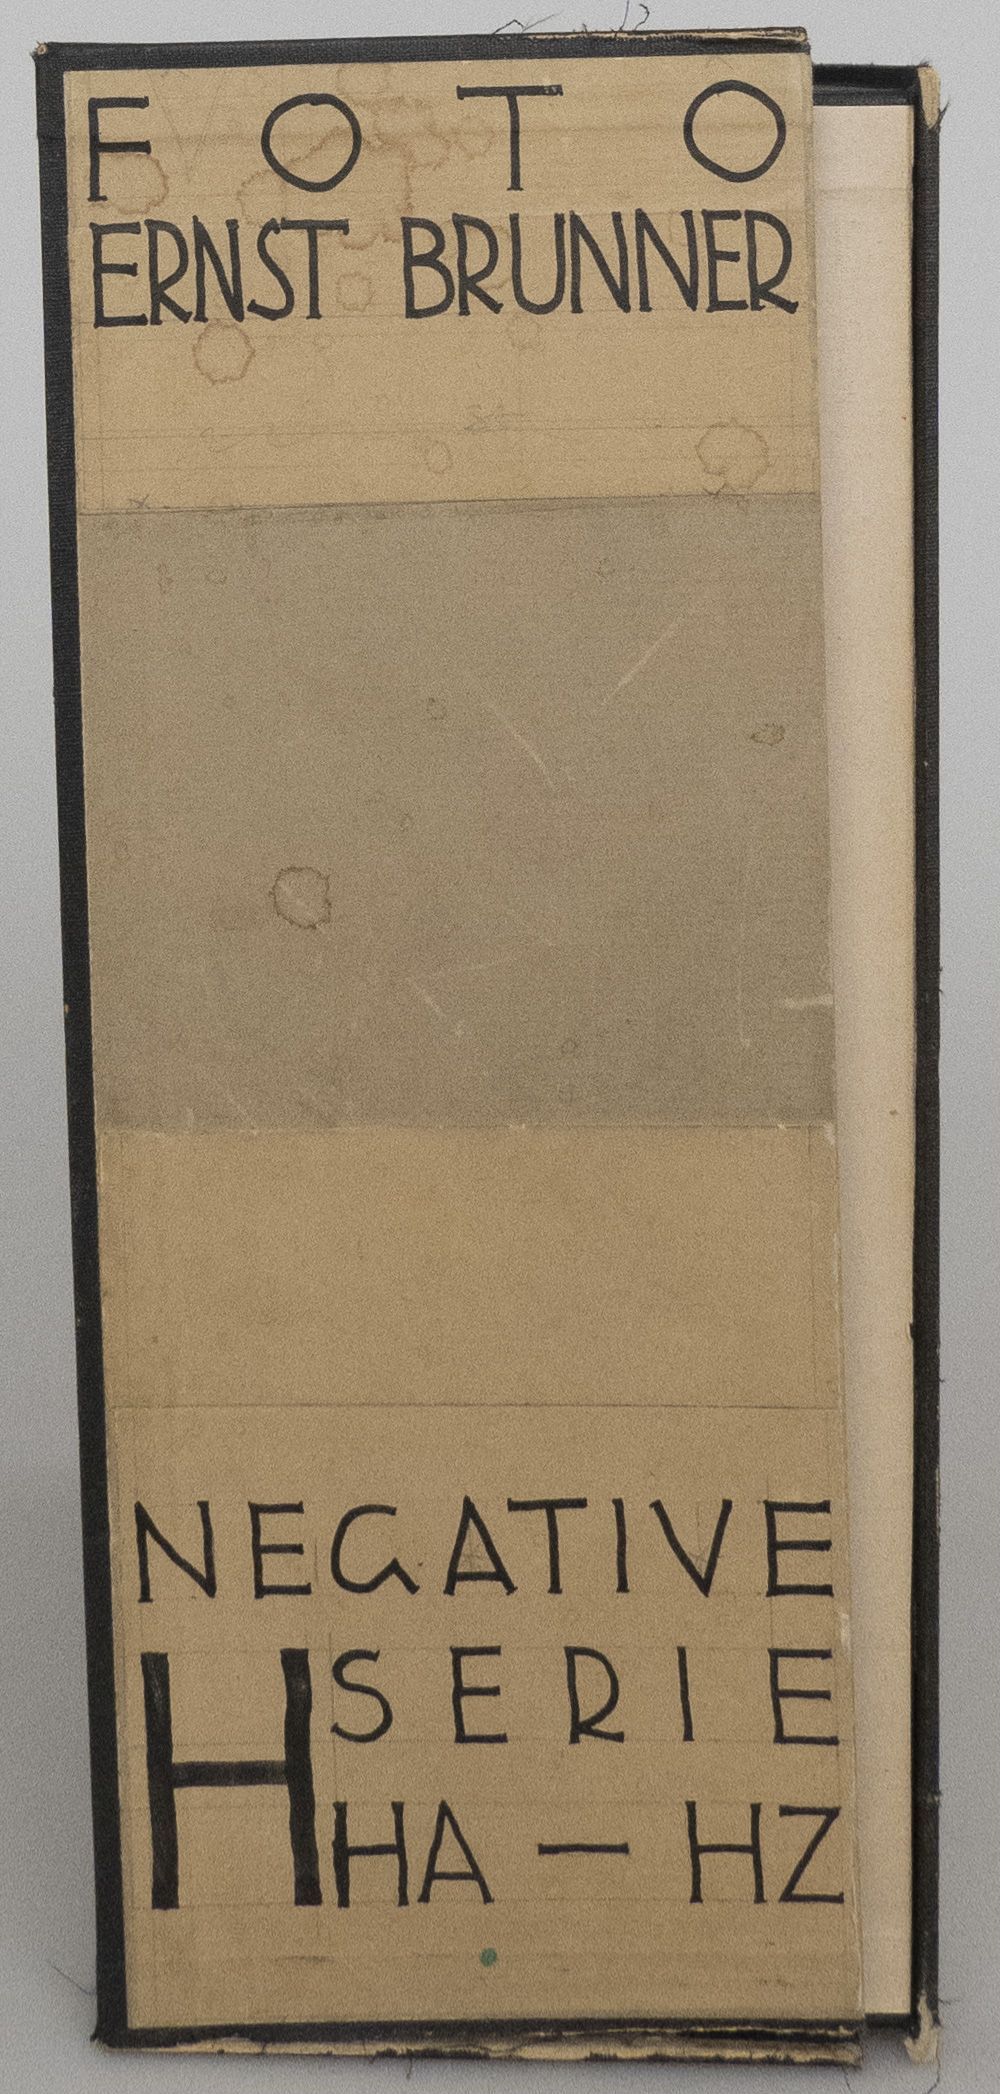 FOTO
ERNST BRUNNER
NEGATIVE
H SERIE
HA – HZ